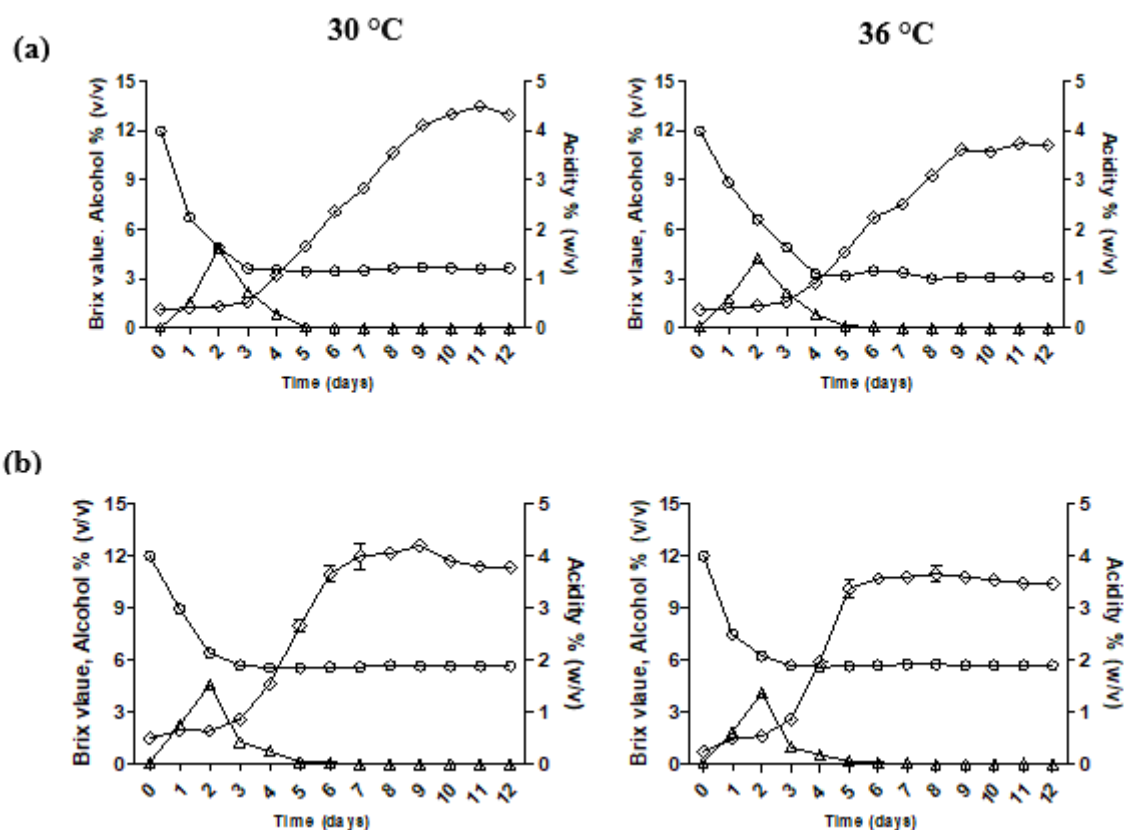 30 °C
36 °C
(a)
Brix vlaue. Alcohol % (v/v)
15
12
9
6
3
0
5
4
3
2
1
0
Acidity % (w/v)
0 1 2 3 4 5 6 7 8 9 10 11 12
Time (days)
Brix vlaue, Alcohol % (v/v)
15
12
9
6
3
0
5
4
3
2
1
0
Acidity % (w/v)
0 1 2 3 4 5 6 7 8 9 10 11 12
Time (days)
(b)
Brix vlaue, Alcohol % (v/v)
15
12
9
6
3
0
5
4
3
2
1
0
Acidity % (w/v)
0 1 2 3 4 5 6 7 8 9 10 11 12
Time (days)
Brix vlaue, Alcohol % (v/v)
15
12
9
6
3
0
5
4
3
2
1
0
Acidity % (w/v)
0 1 2 3 4 5 6 7 8 9 10 11 12
Time (days)